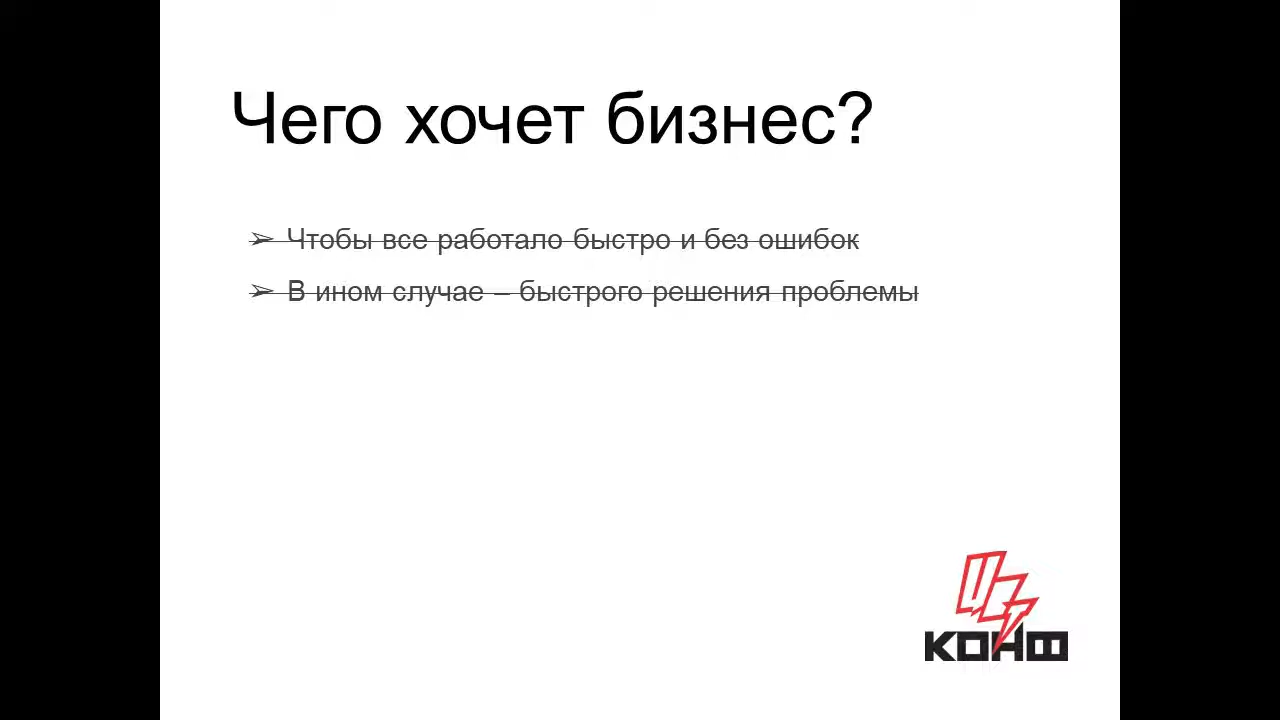 Чего хочет бизнес?
➢ Чтобы все работало быстро и без ошибок
➢ В ином случае – быстрого решения проблемы
КОНФ